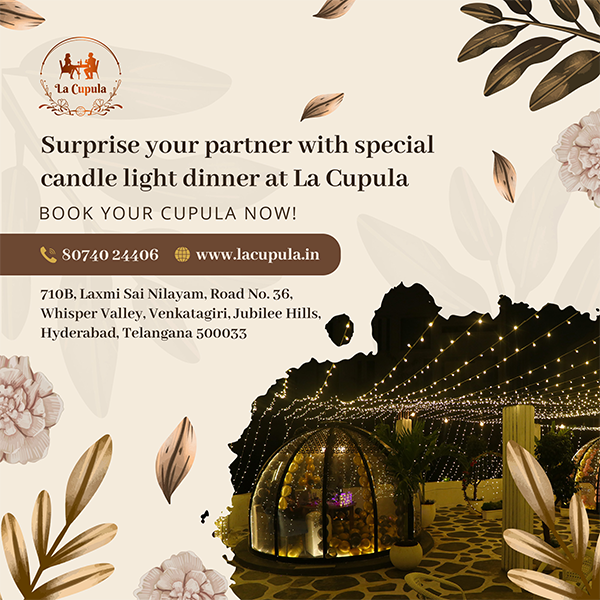 La Cupula
Surprise your partner with special
candle light dinner at La Cupula
BOOK YOUR CUPULA NOW!
80740 24406 www.lacupula.in
710B, Laxmi Sai Nilayam, Road No. 36,
Whisper Valley, Venkatagiri, Jubilee Hills,
Hyderabad, Telangana 500033